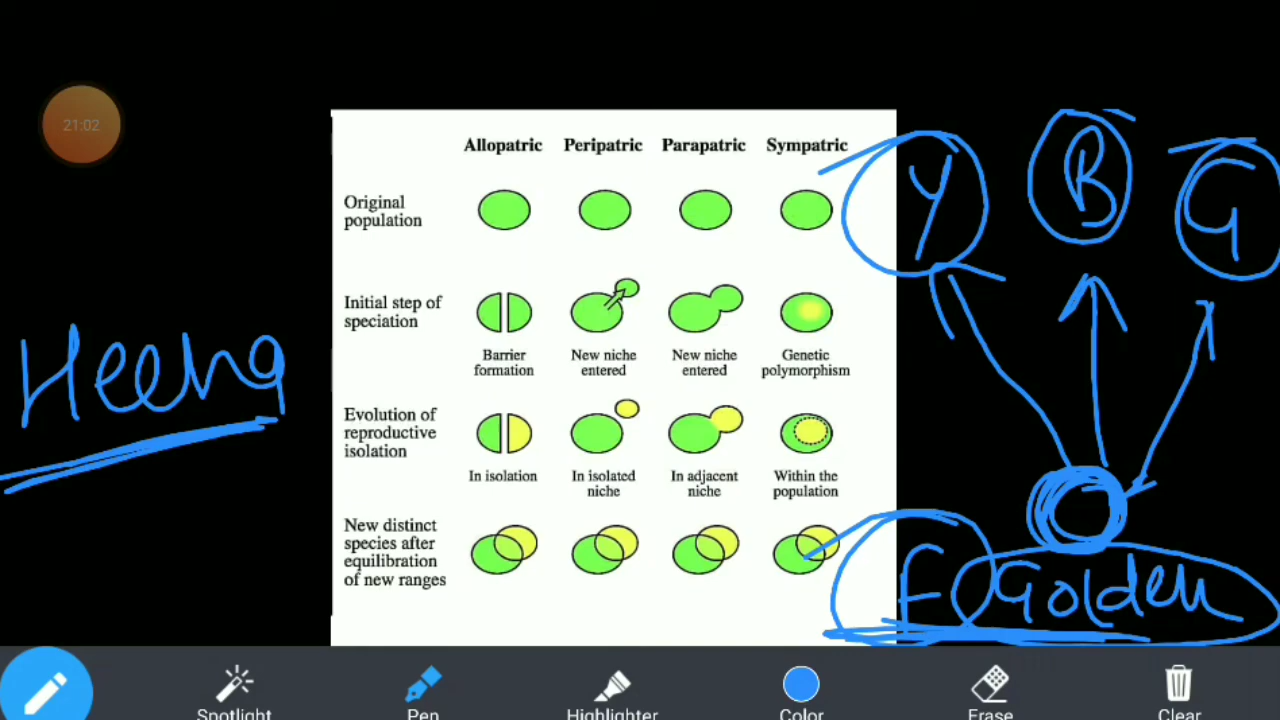 21:02
Allopatric Peripatric Parapatric Sympatric
Original
population
Initial step of
speciation
Barrier
formation
New niche
entered
New niche
entered
Genetic
polymorphism
Evolution of
reproductive
isolation
In isolation
In isolated
niche
In adjacent
niche
Within the
population
New distinct
species after
equilibration
of new ranges
Y B G
F Golden
Spotlight Pen Highlighter Color Erase Clear